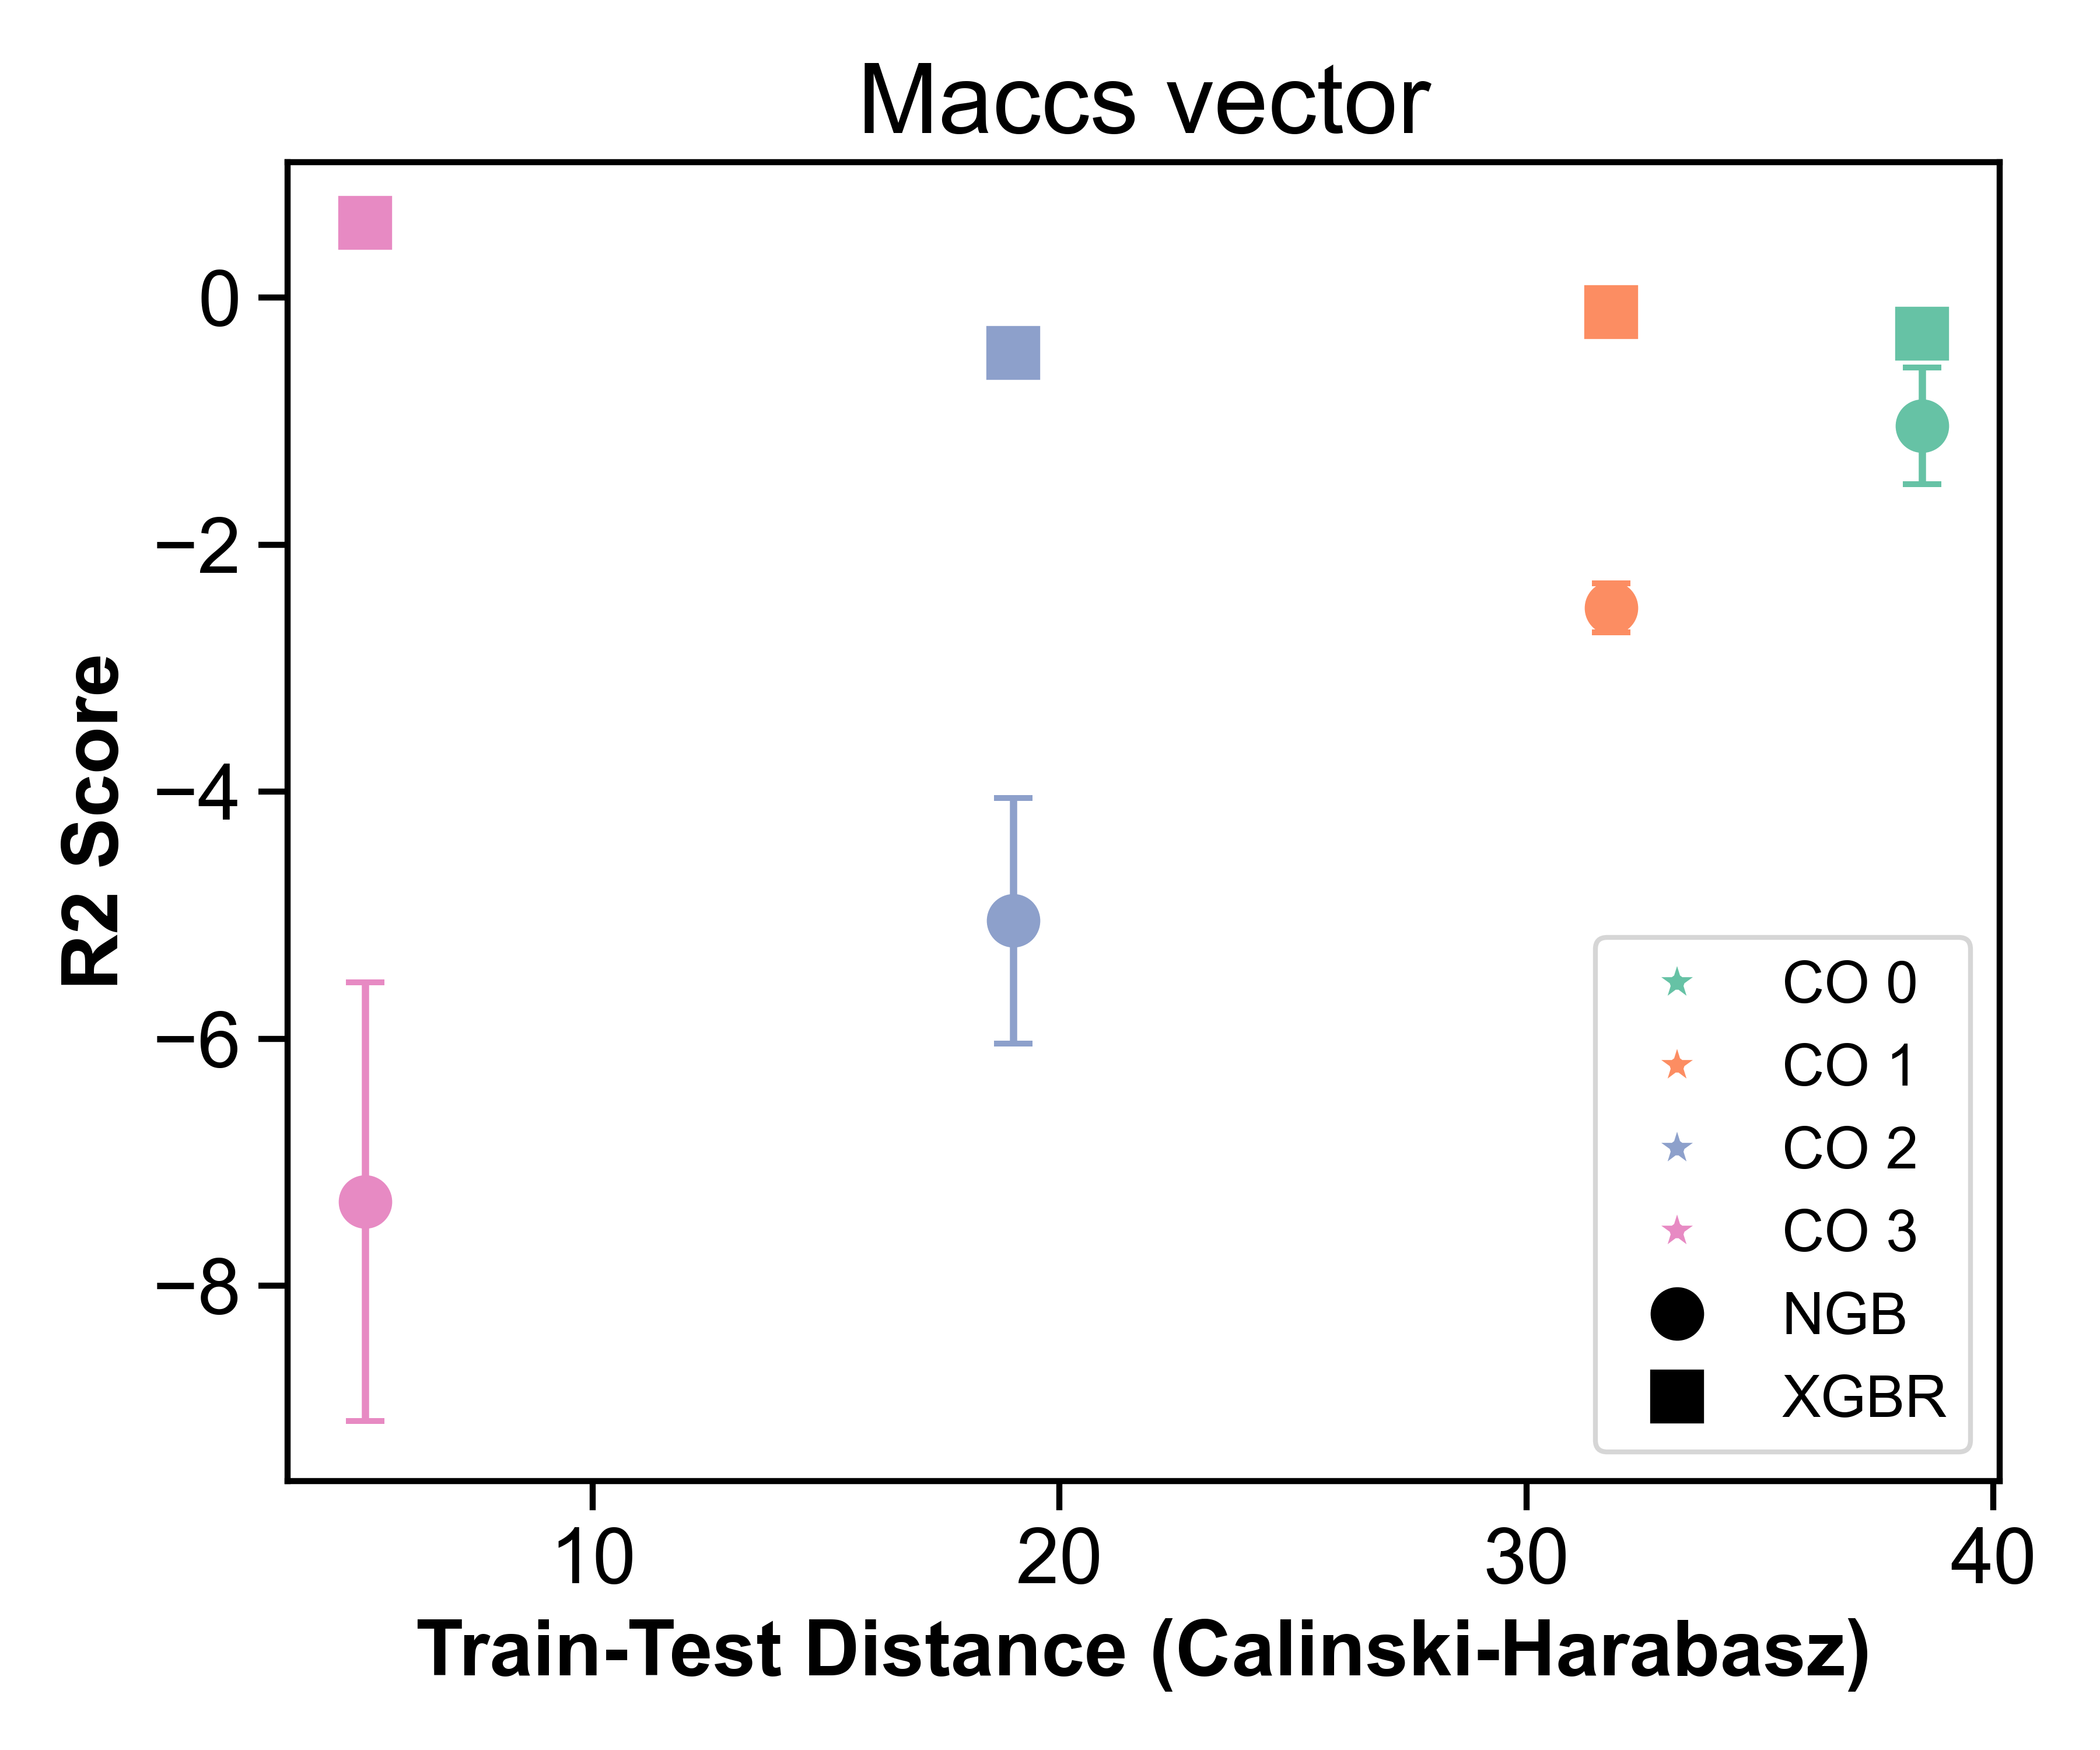 Maccs vector
R2 Score
0
−2
−4
−6
−8
10
20
30
40
Train-Test Distance (Calinski-Harabasz)
CO 0
CO 1
CO 2
CO 3
NGB
XGBR